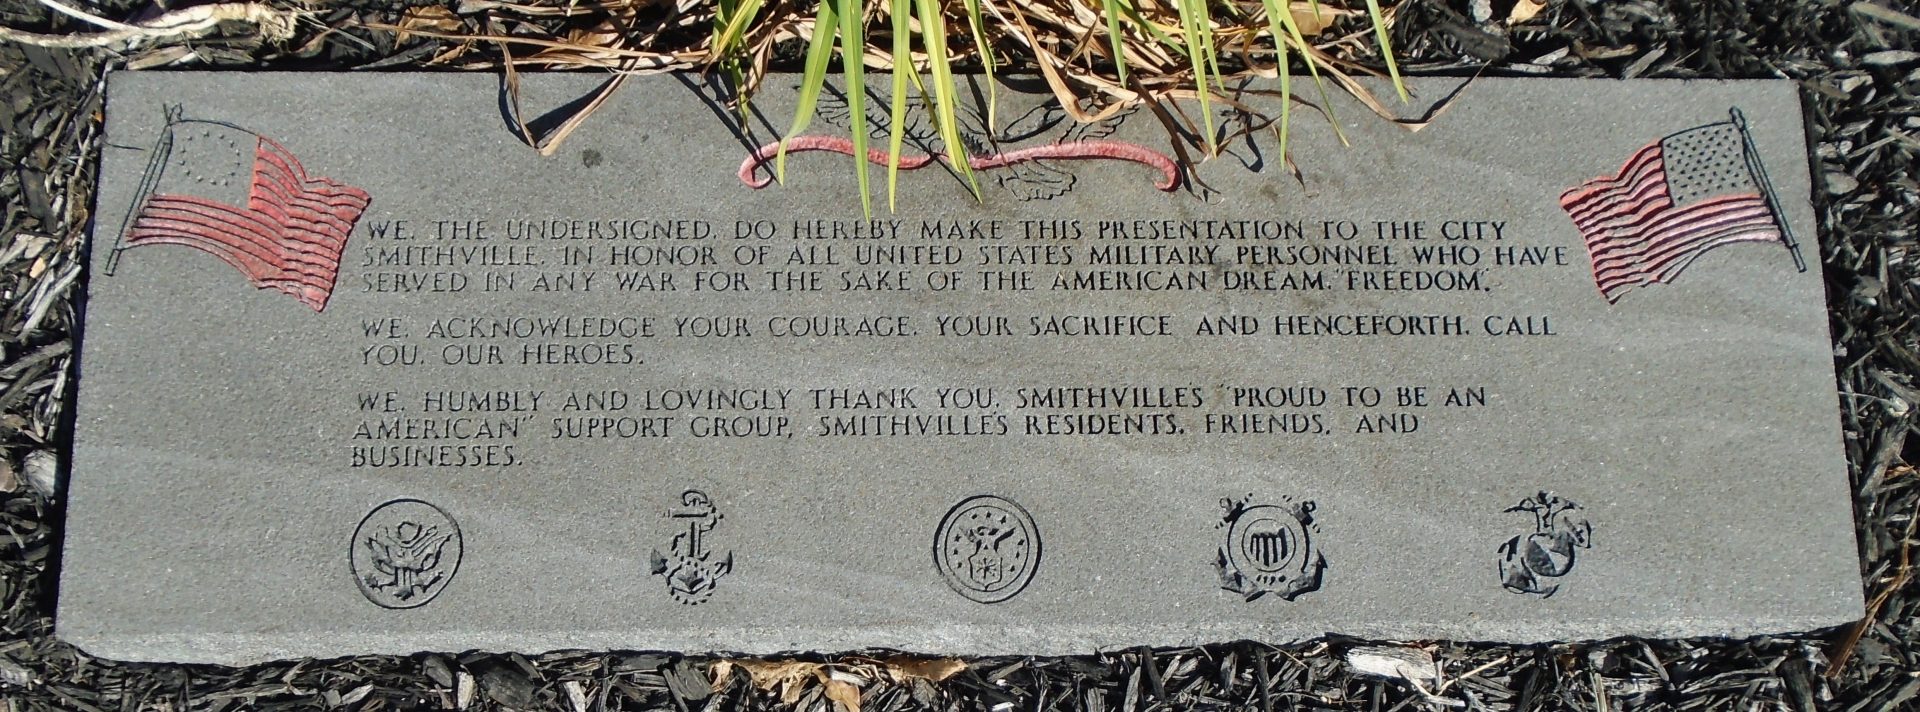 WE, THE UNDERSIGNED, DO HEREBY MAKE THIS PRESENTATION TO THE CITY
SMITHVILLE, IN HONOR OF ALL UNITED STATES MILITARY PERSONNEL WHO HAVE
SERVED IN ANY WAR FOR THE SAKE OF THE AMERICAN DREAM, "FREEDOM".
WE, ACKNOWLEDGE YOUR COURAGE, YOUR SACRIFICE AND HENCEFORTH, CALL
YOU, OUR HEROES.
WE, HUMBLY AND LOVINGLY THANK YOU, SMITHVILLE'S "PROUD TO BE AN
AMERICAN" SUPPORT GROUP, SMITHVILLE'S RESIDENTS, FRIENDS, AND
BUSINESSES.
1790